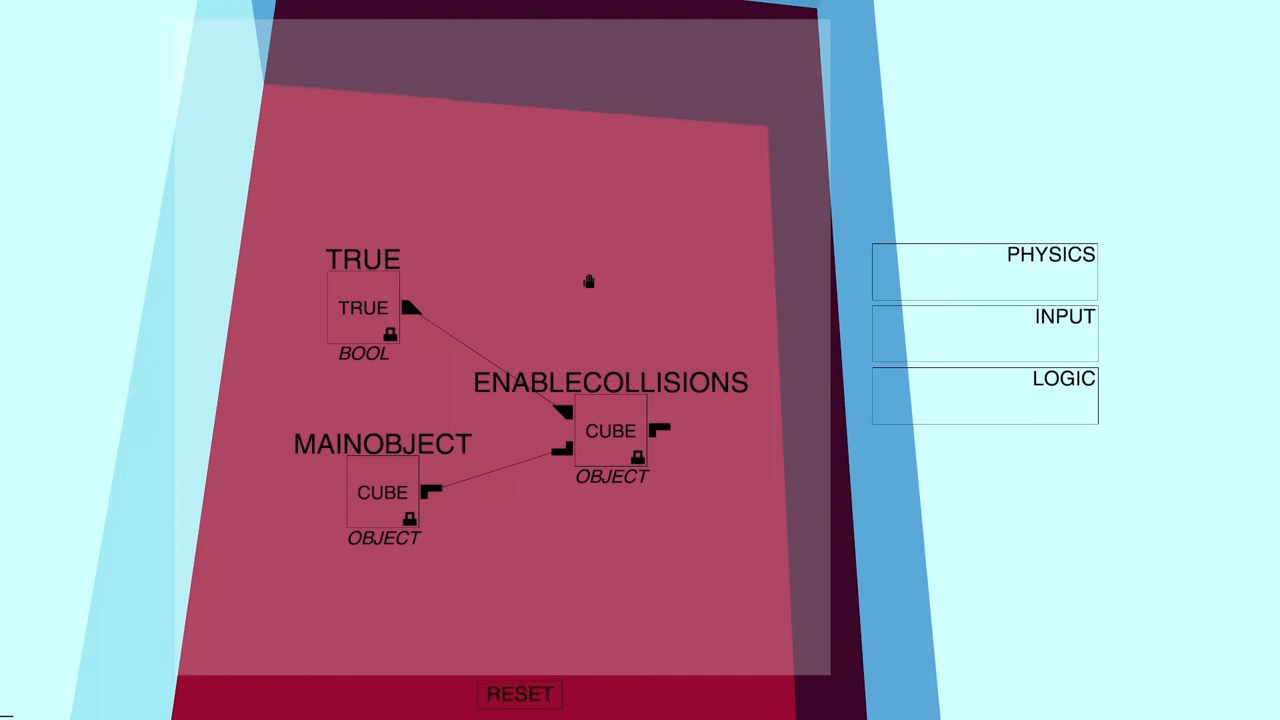 TRUE
TRUE
BOOL
ENABLECOLLISIONS
CUBE
OBJECT
MAINOBJECT
CUBE
OBJECT
PHYSICS
INPUT
LOGIC
RESET